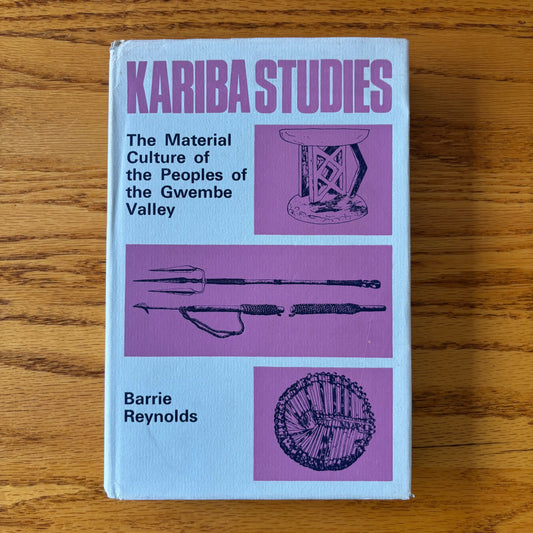 KARIBA STUDIES
The Material
Culture of
the Peoples of
the Gwembe
Valley
Barrie
Reynolds